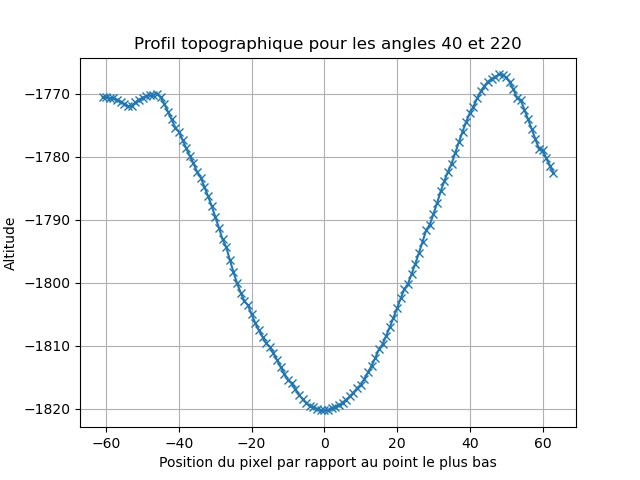 Profil topographique pour les angles 40 et 220
−1770
−1780
−1790
−1800
−1810
−1820
Altitude
−60 −40 −20 0 20 40 60
Position du pixel par rapport au point le plus bas